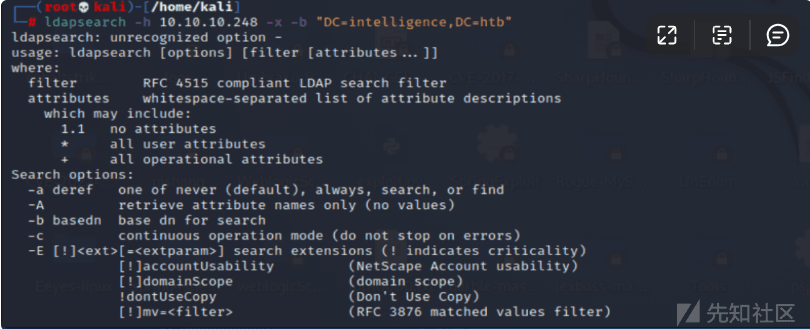 ┌──(root💀kali)-[/home/kali]
└─# ldapsearch -h 10.10.10.248 -x -b "DC=intelligence,DC=htb"
ldapsearch: unrecognized option -
usage: ldapsearch [options] [filter [attributes...]]
where:
  filter        RFC 4515 compliant LDAP search filter
  attributes    whitespace-separated list of attribute descriptions
    which may include:
      1.1   no attributes
      *     all user attributes
      +     all operational attributes
Search options:
  -a deref   one of never (default), always, search, or find
  -A         retrieve attribute names only (no values)
  -b basedn  base dn for search
  -c         continuous operation mode (do not stop on errors)
  -E [!]<ext>[=<extparam>] search extensions (! indicates criticality)
             [!]accountUsability         (NetScape Account usability)
             [!]domainScope              (domain scope)
             !dontUseCopy                (Don't Use Copy)
             [!]mv=<filter>              (RFC 3876 matched values filter)
先知社区